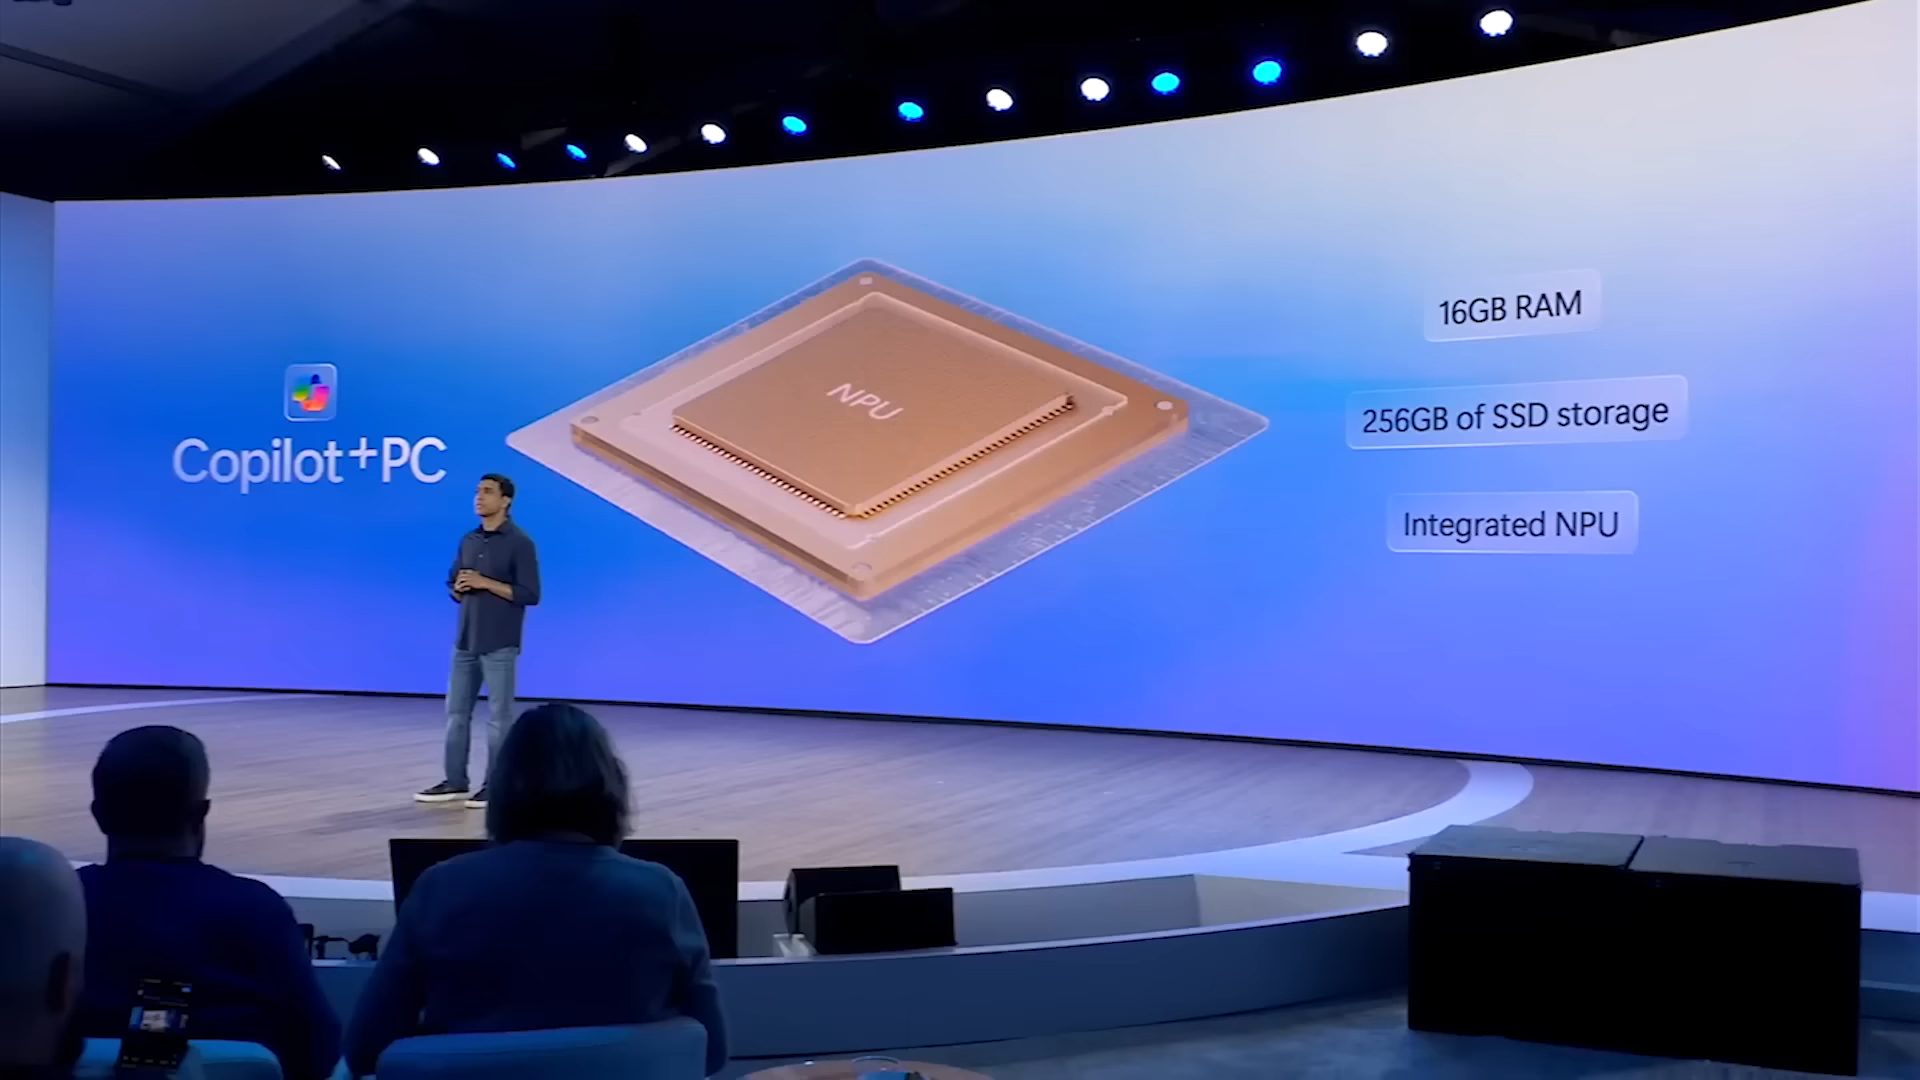 Copilot+PC
NPU
16GB RAM
256GB of SSD storage
Integrated NPU